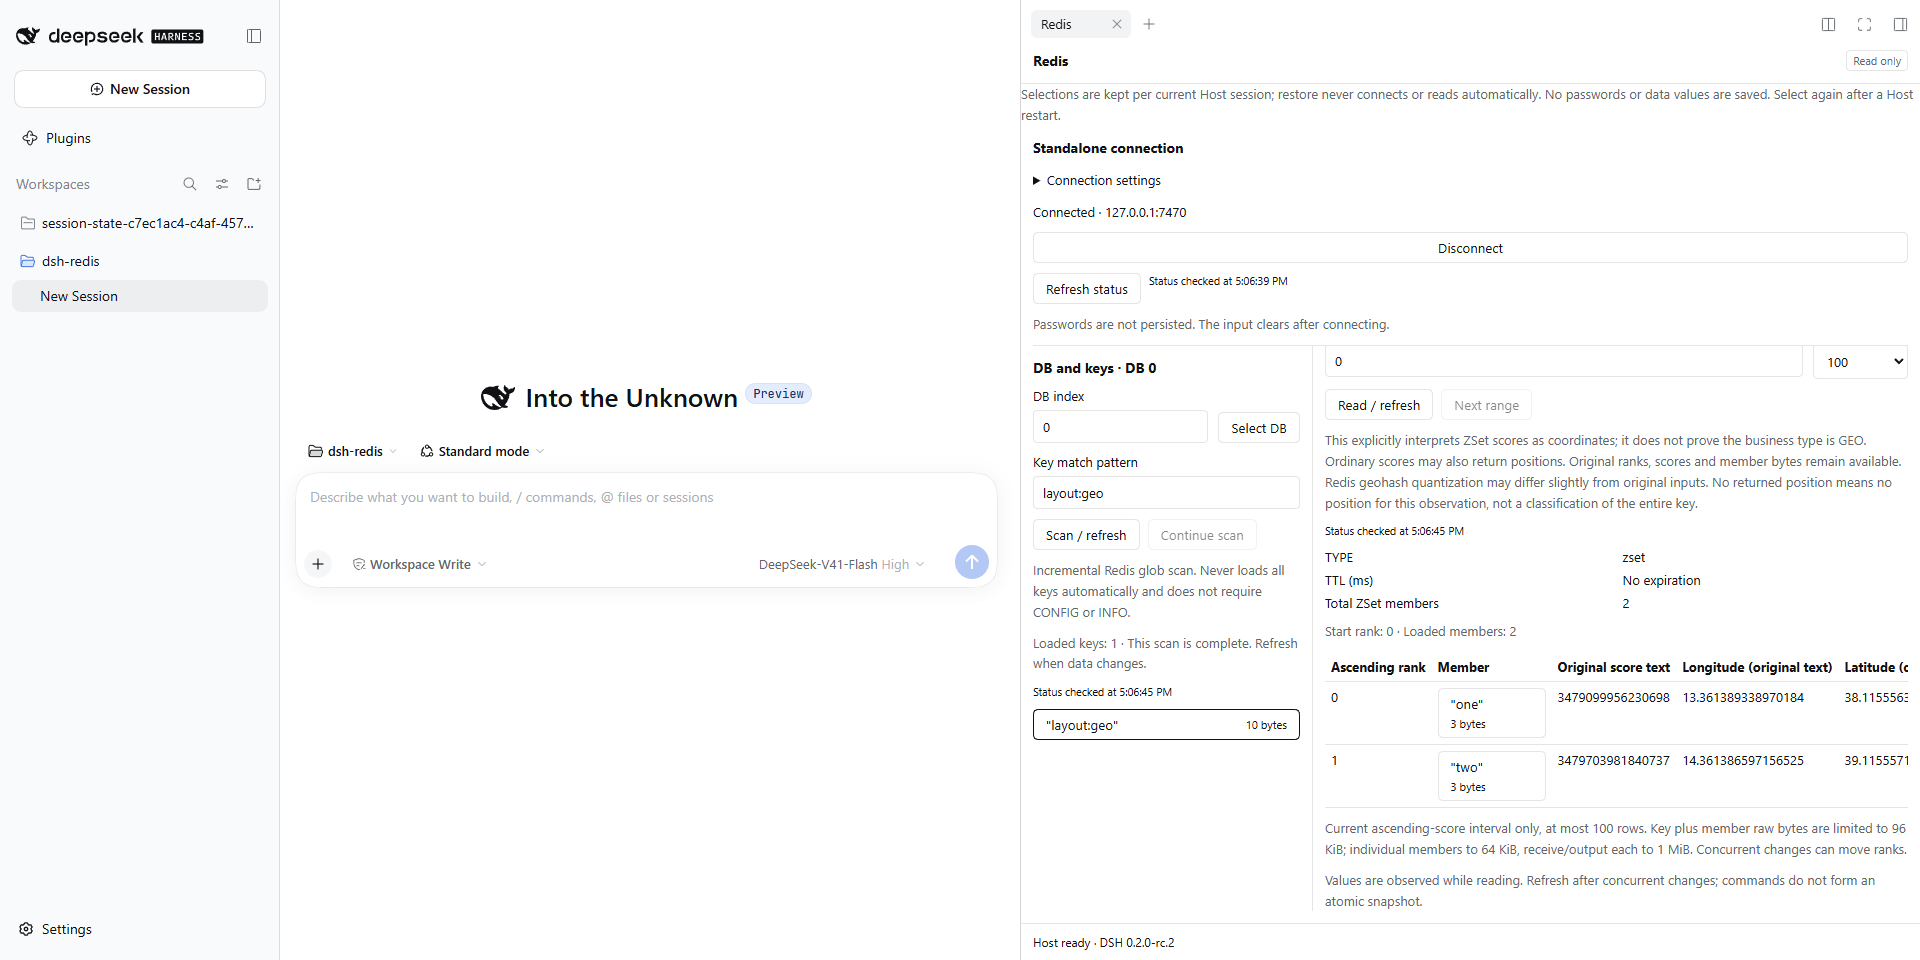 deepseek HARNESS
New Session
Plugins
Workspaces
session-state-c7ec1ac4-c4af-457...
dsh-redis
New Session
Settings
Into the Unknown Preview
dsh-redis Standard mode
Describe what you want to build, / commands, @ files or sessions
Workspace Write DeepSeek-V41-Flash High
Redis
Redis Read only
Selections are kept per current Host session; restore never connects or reads automatically. No passwords or data values are saved. Select again after a Host
restart.
Standalone connection
Connection settings
Connected · 127.0.0.1:7470
Disconnect
Refresh status Status checked at 5:06:39 PM
Passwords are not persisted. The input clears after connecting.
DB and keys · DB 0
DB index
0 Select DB
Key match pattern
layout:geo
Scan / refresh Continue scan
Incremental Redis glob scan. Never loads all
keys automatically and does not require
CONFIG or INFO.
Loaded keys: 1 · This scan is complete. Refresh
when data changes.
Status checked at 5:06:45 PM
"layout:geo" 10 bytes
0 100
Read / refresh Next range
This explicitly interprets ZSet scores as coordinates; it does not prove the business type is GEO.
Ordinary scores may also return positions. Original ranks, scores and member bytes remain available.
Redis geohash quantization may differ slightly from original inputs. No returned position means no
position for this observation, not a classification of the entire key.
Status checked at 5:06:45 PM
TYPE zset
TTL (ms) No expiration
Total ZSet members 2
Start rank: 0 · Loaded members: 2
Ascending rank Member Original score text Longitude (original text) Latitude (
0 "one" 3479099956230698 13.361389338970184 38.1155563
3 bytes
1 "two" 3479703981840737 14.361386597156525 39.1155571
3 bytes
Current ascending-score interval only, at most 100 rows. Key plus member raw bytes are limited to 96
KiB; individual members to 64 KiB, receive/output each to 1 MiB. Concurrent changes can move ranks.
Values are observed while reading. Refresh after concurrent changes; commands do not form an
atomic snapshot.
Host ready · DSH 0.2.0-rc.2